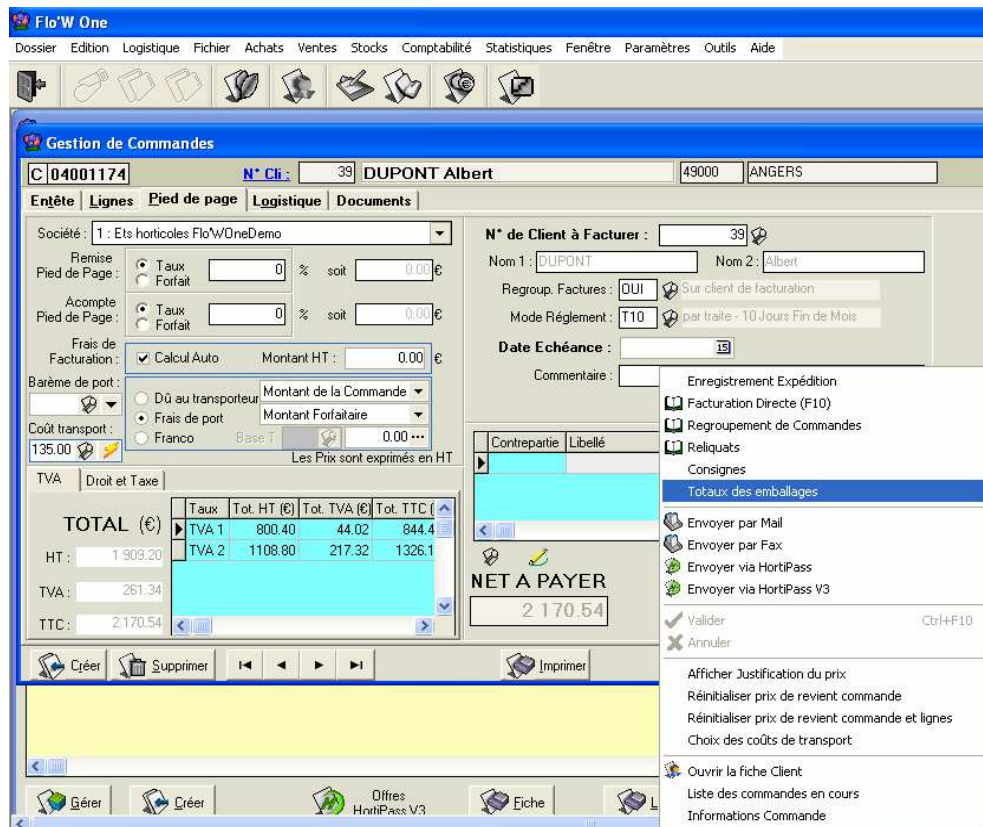 Flo'W One
Dossier Edition Logistique Fichier Achats Ventes Stocks Comptabilité Statistiques Fenêtre Paramètres Outils Aide
Gestion de Commandes
C 04001174 N° Cli : 39 DUPONT Albert 49000 ANGERS
Entête Lignes Pied de page Logistique Documents
Société : 1 : Ets horticoles Flo'WOneDemo
Remise
Pied de Page :
Taux
Forfait
0 % soit 0.00 €
Acompte
Pied de Page :
Taux
Forfait
0 % soit 0.00 €
Frais de
Facturation :
Calcul Auto Montant HT : 0.00 €
Barème de port :
Dû au transporteur Montant de la Commande
Frais de port Montant Forfaitaire
Franco Base T 0.00 ...
Coût transport :
135.00
Les Prix sont exprimés en HT
N° de Client à Facturer : 39
Nom 1 : DUPONT Nom 2 : Albert
Regroup. Factures : OUI Sur client de facturation
Mode Réglement : T10 par traite - 10 Jours Fin de Mois
Date Echéance : 15
Commentaire :
TVA Droit et Taxe
TOTAL (€)
HT : 1 909.20
TVA : 261.34
TTC : 2 170.54
Taux Tot. HT (€) Tot. TVA (€) Tot. TTC (
TVA 1 800.40 44.02 844.4
TVA 2 1108.80 217.32 1326.1
Contrepartie Libellé
NET A PAYER
2 170.54
Créer Supprimer Imprimer
Gérer Créer Offres
HortiPass V3
Fiche L
Enregistrement Expédition
Facturation Directe (F10)
Regroupement de Commandes
Reliquats
Consignes
Totaux des emballages
Envoyer par Mail
Envoyer par Fax
Envoyer via HortiPass
Envoyer via HortiPass V3
Valider Ctrl+F10
Annuler
Afficher Justification du prix
Réinitialiser prix de revient commande
Réinitialiser prix de revient commande et lignes
Choix des coûts de transport
Ouvrir la fiche Client
Liste des commandes en cours
Informations Commande